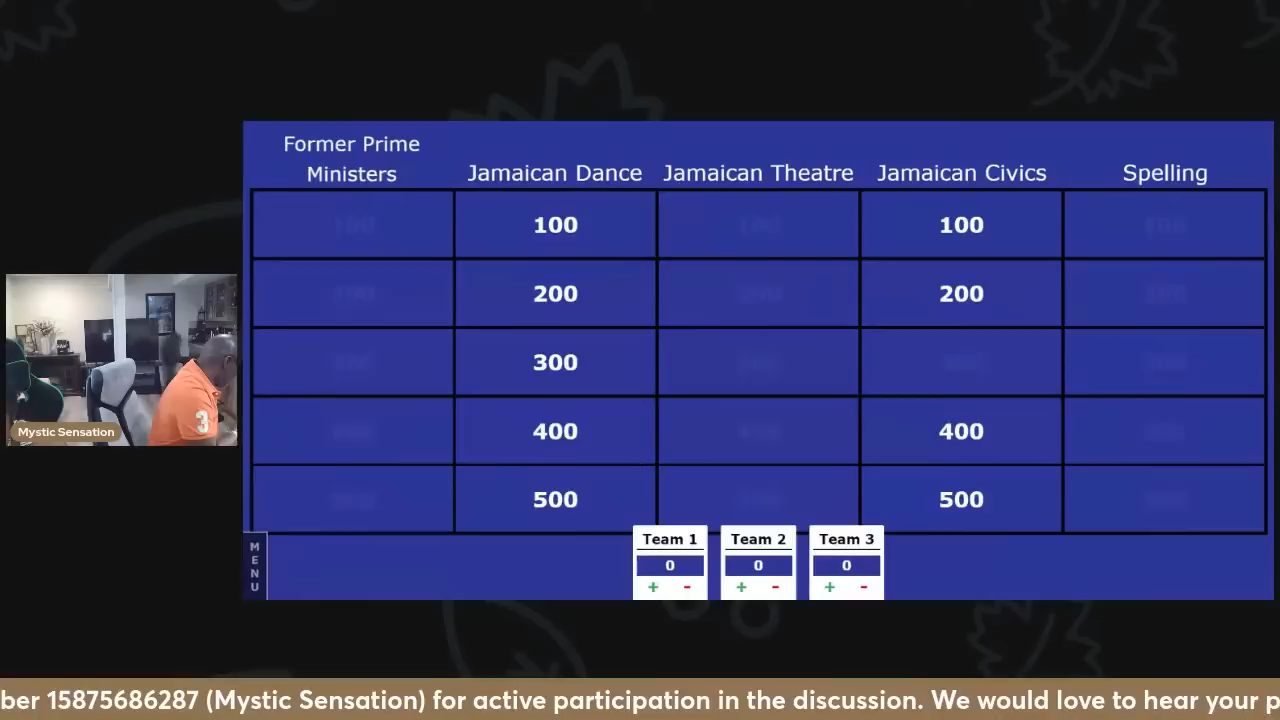 Former Prime
Ministers
Jamaican Dance
Jamaican Theatre
Jamaican Civics
Spelling
100
100
200
200
300
400
400
500
500
3
Mystic Sensation
MENU
Team 1
Team 2
Team 3
0
0
0
+ -
+ -
+ -
ber 15875686287 (Mystic Sensation) for active participation in the discussion. We would love to hear your p